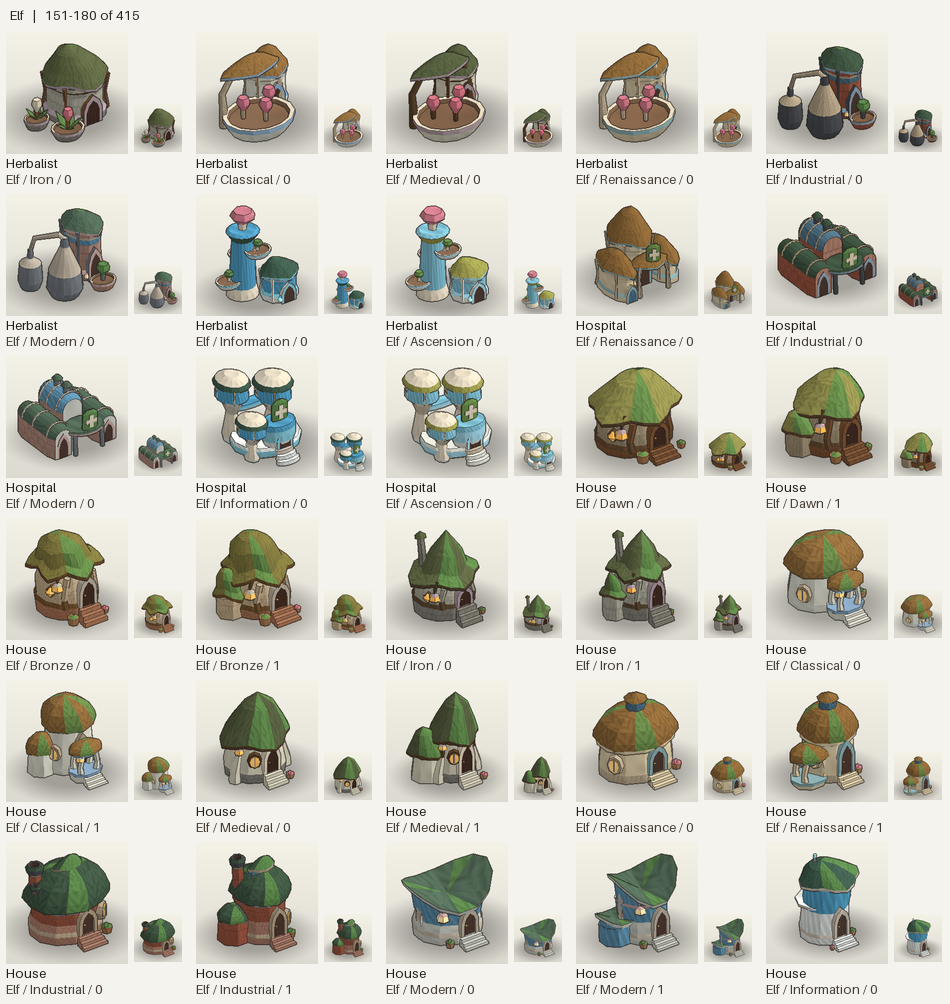 Elf | 151-180 of 415
Herbalist
Elf / Iron / 0
Herbalist
Elf / Classical / 0
Herbalist
Elf / Medieval / 0
Herbalist
Elf / Renaissance / 0
Herbalist
Elf / Industrial / 0
Herbalist
Elf / Modern / 0
Herbalist
Elf / Information / 0
Herbalist
Elf / Ascension / 0
Hospital
Elf / Renaissance / 0
Hospital
Elf / Industrial / 0
Hospital
Elf / Modern / 0
Hospital
Elf / Information / 0
Hospital
Elf / Ascension / 0
House
Elf / Dawn / 0
House
Elf / Dawn / 1
House
Elf / Bronze / 0
House
Elf / Bronze / 1
House
Elf / Iron / 0
House
Elf / Iron / 1
House
Elf / Classical / 0
House
Elf / Classical / 1
House
Elf / Medieval / 0
House
Elf / Medieval / 1
House
Elf / Renaissance / 0
House
Elf / Renaissance / 1
House
Elf / Industrial / 0
House
Elf / Industrial / 1
House
Elf / Modern / 0
House
Elf / Modern / 1
House
Elf / Information / 0